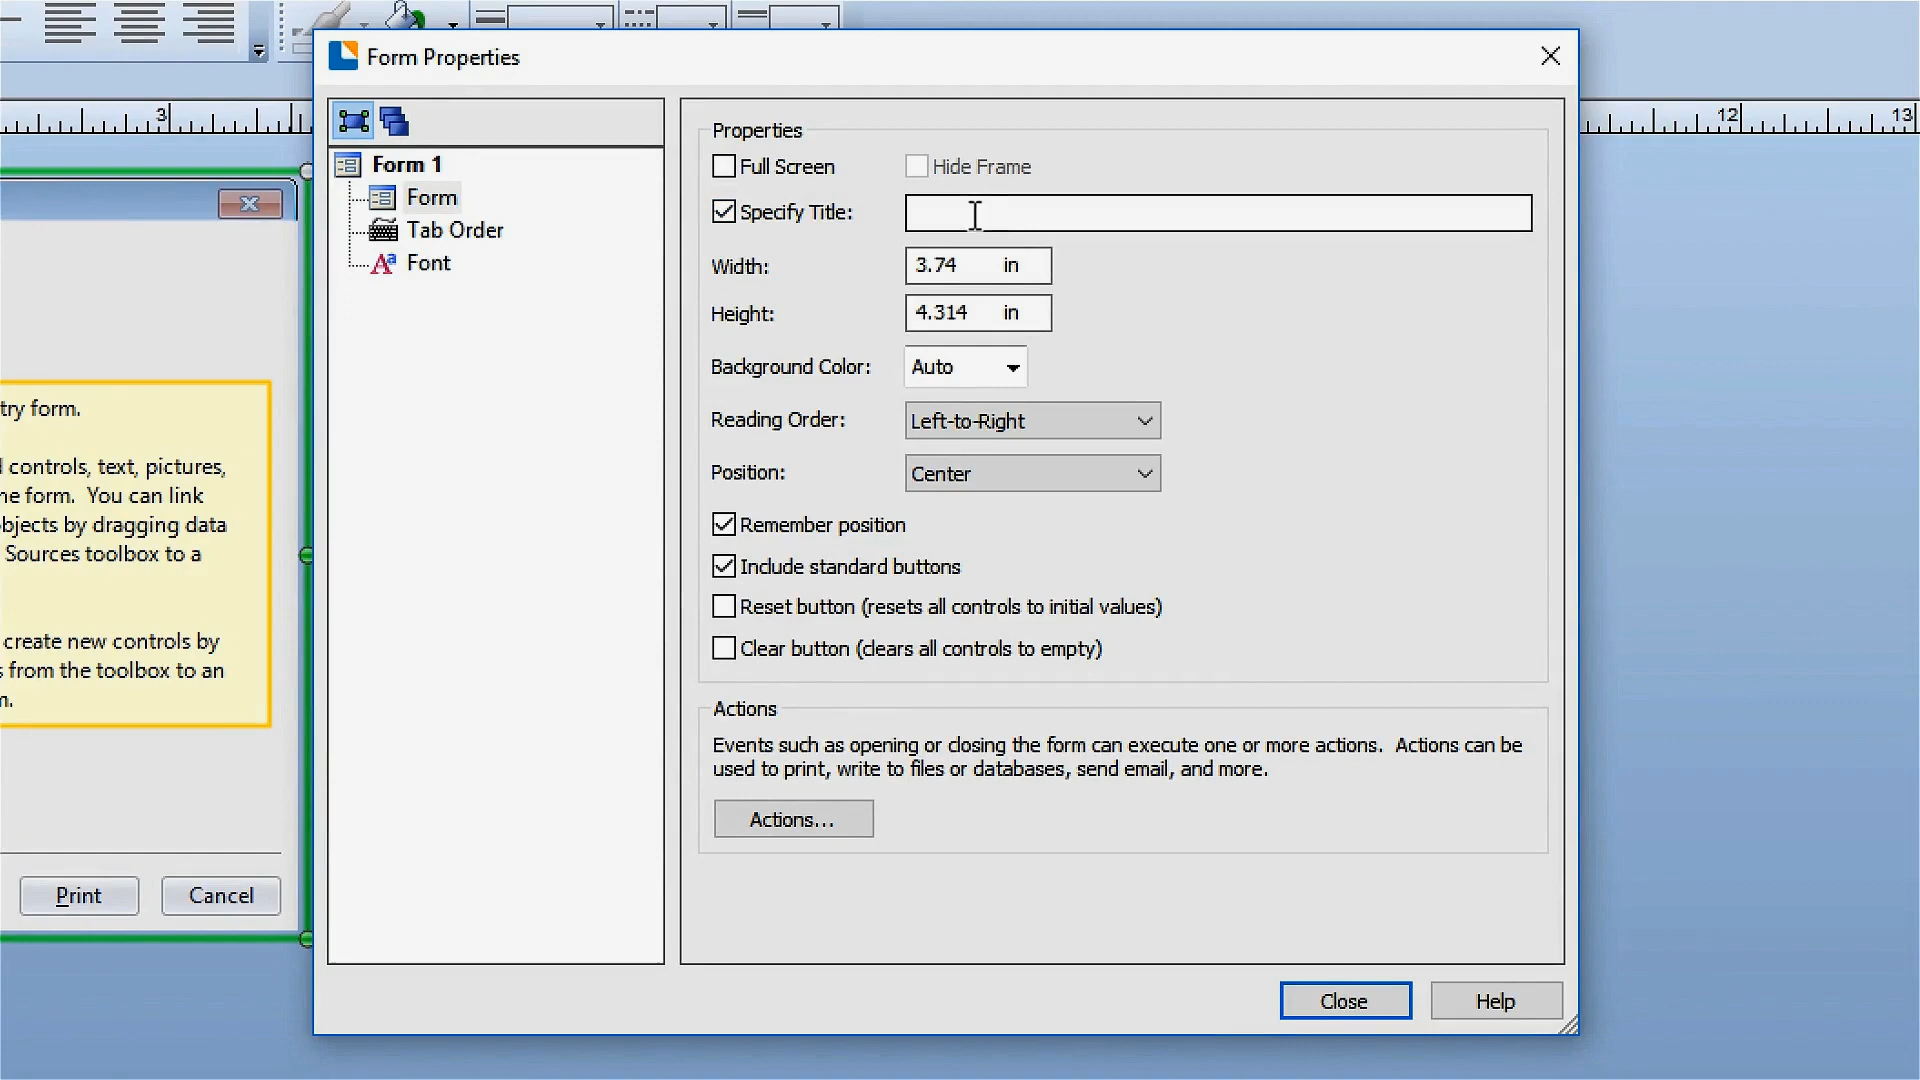 Form Properties
3
12
13
Form 1
Form
Tab Order
Font
Properties
Full Screen
Hide Frame
Specify Title:
Width:
3.74 in
Height:
4.314 in
Background Color:
Auto
Reading Order:
Left-to-Right
Position:
Center
Remember position
Include standard buttons
Reset button (resets all controls to initial values)
Clear button (clears all controls to empty)
Actions
Events such as opening or closing the form can execute one or more actions. Actions can be
used to print, write to files or databases, send email, and more.
Actions...
Close
Help
try form.
controls, text, pictures,
he form. You can link
bjects by dragging data
Sources toolbox to a
create new controls by
s from the toolbox to an
Print
Cancel